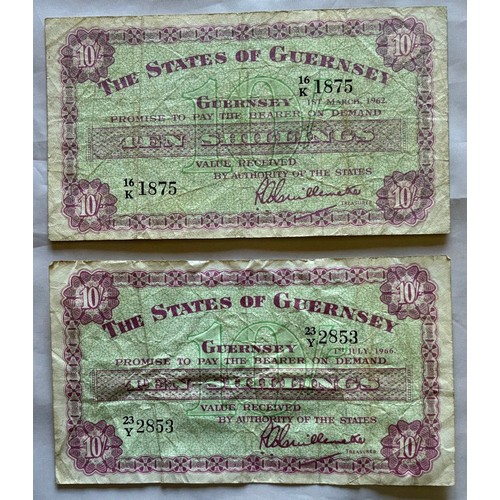 10/- 10/-
THE STATES OF GUERNSEY
16/K 1875
GUERNSEY 1ST MARCH, 1962.
PROMISE TO PAY THE BEARER ON DEMAND
TEN SHILLINGS
VALUE RECEIVED
16/K 1875 BY AUTHORITY OF THE STATES
TREASURER
10/- 10/-
10/- 10/-
THE STATES OF GUERNSEY
23/Y 2853
GUERNSEY 1ST JULY, 1966.
PROMISE TO PAY THE BEARER ON DEMAND
TEN SHILLINGS
VALUE RECEIVED
23/Y 2853 BY AUTHORITY OF THE STATES
TREASURER
10/- 10/-